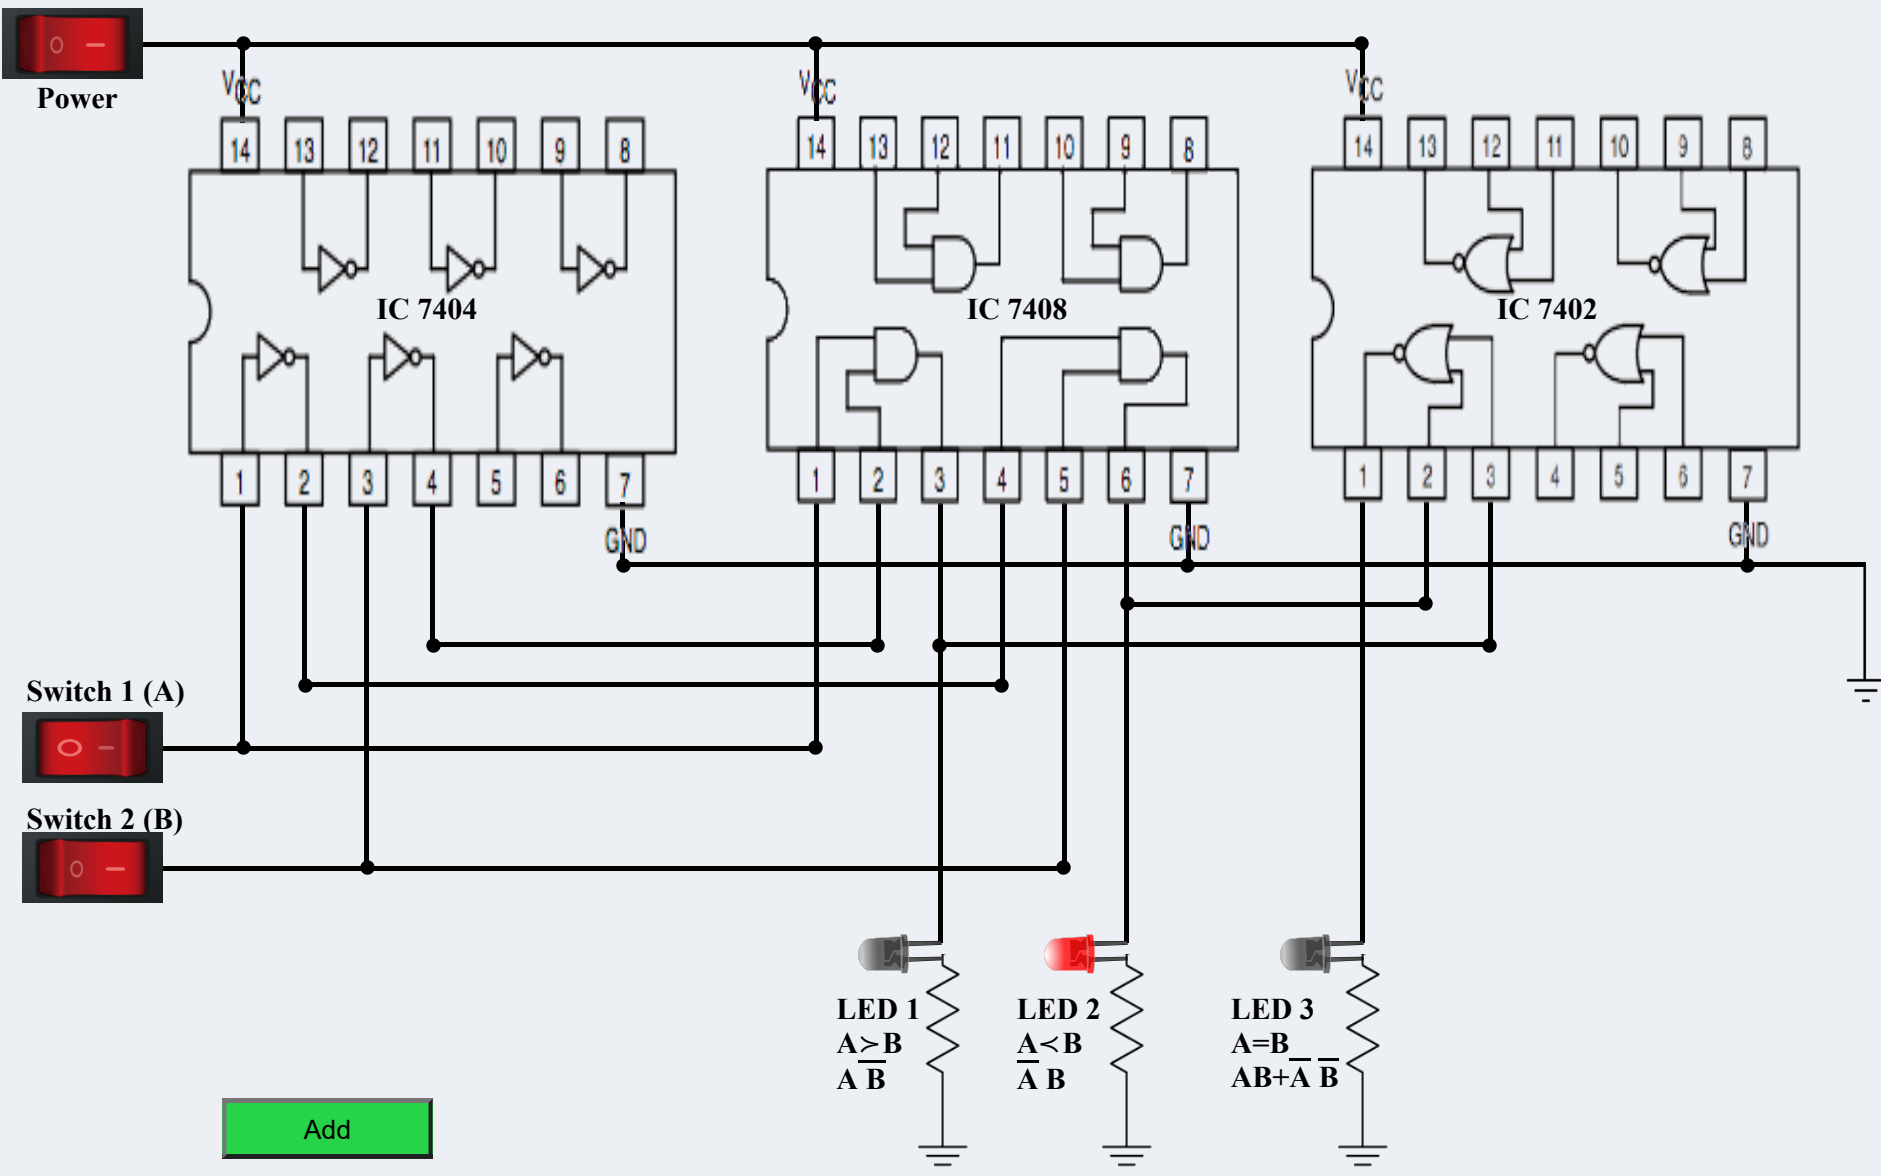 Power
VCC
VCC
VCC
14 13 12 11 10 9 8
14 13 12 11 10 9 8
14 13 12 11 10 9 8
IC 7404
IC 7408
IC 7402
1 2 3 4 5 6 7
1 2 3 4 5 6 7
1 2 3 4 5 6 7
GND
GND
GND
Switch 1 (A)
Switch 2 (B)
LED 1
A≻B
A B̅
LED 2
A≺B
A̅ B
LED 3
A=B
AB+A̅ B̅
Add